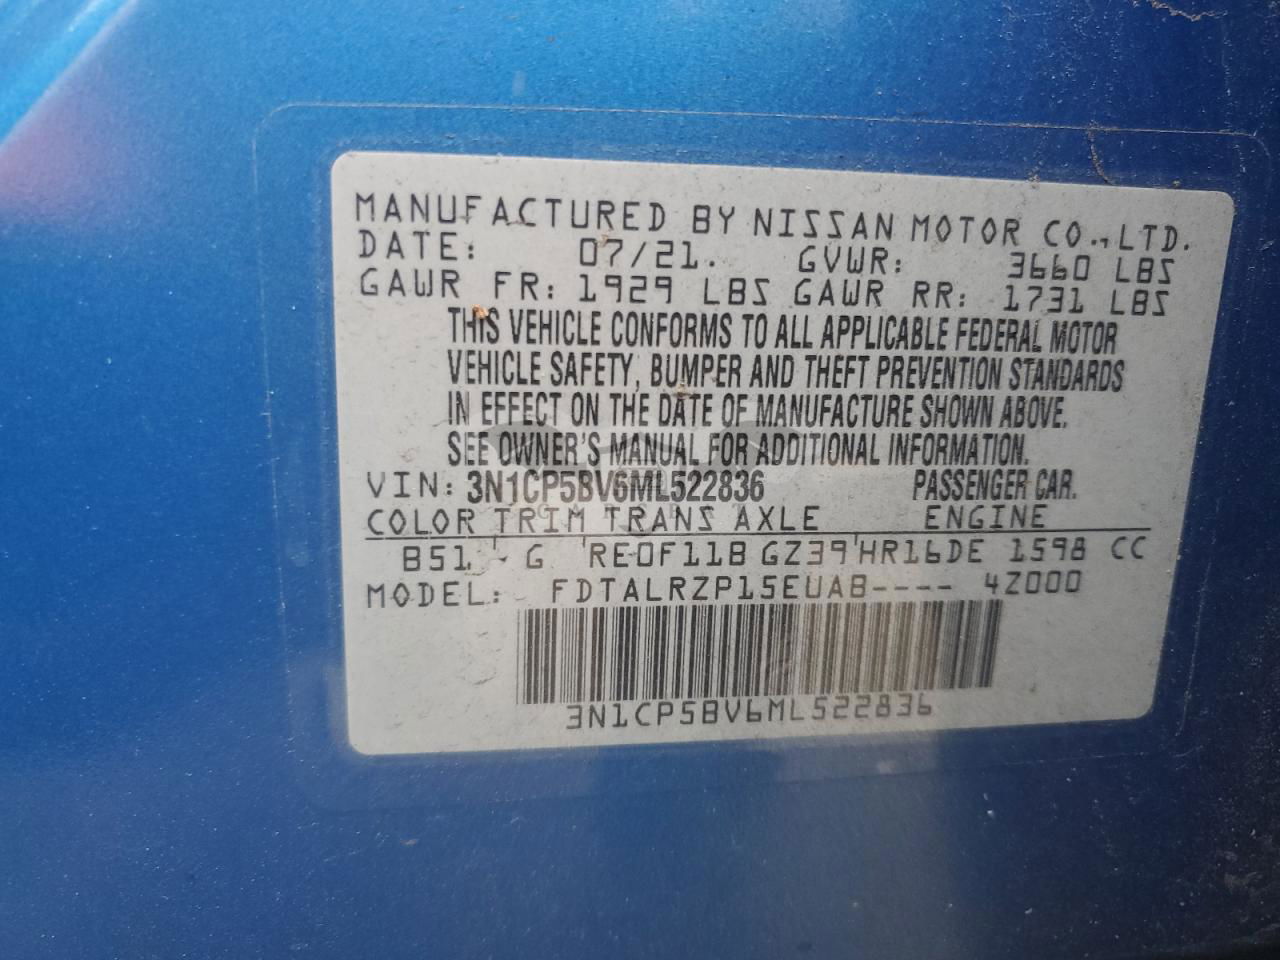 MANUFACTURED BY NISSAN MOTOR CO., LTD.
DATE: 07/21. GVWR: 3660 LBS
GAWR FR: 1929 LBS GAWR RR: 1731 LBS
THIS VEHICLE CONFORMS TO ALL APPLICABLE FEDERAL MOTOR
VEHICLE SAFETY, BUMPER AND THEFT PREVENTION STANDARDS
IN EFFECT ON THE DATE OF MANUFACTURE SHOWN ABOVE.
SEE OWNER'S MANUAL FOR ADDITIONAL INFORMATION.
VIN: 3N1CP5BV6ML522836 PASSENGER CAR.
COLOR TRIM TRANS AXLE ENGINE
B51 G RE0F11B GZ39 HR16DE 1598 CC
MODEL: FDTALRZP15EUAB---- 4Z000
3N1CP5BV6ML522836